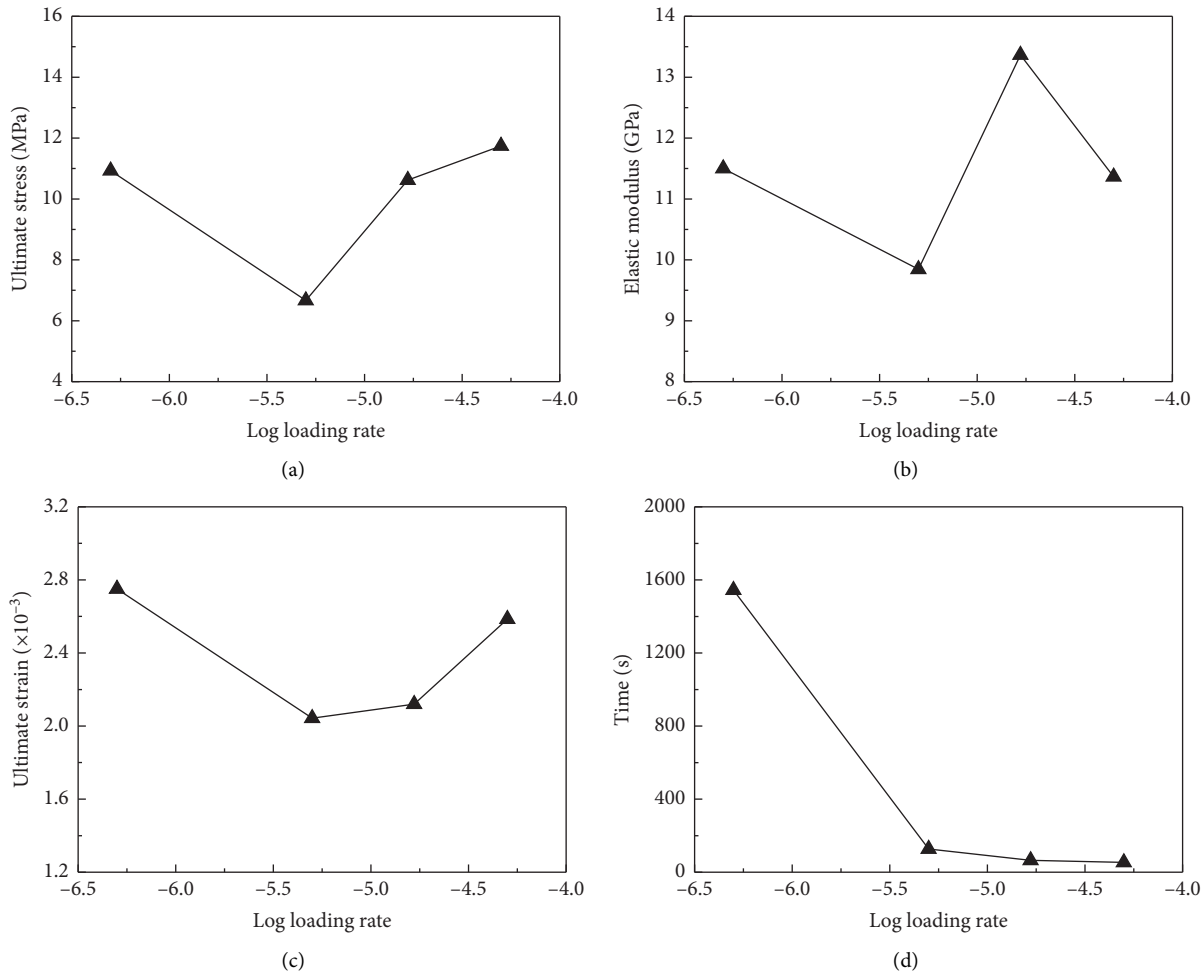 16
14
12
10
8
6
4
Ultimate stress (MPa)
−6.5 −6.0 −5.5 −5.0 −4.5 −4.0
Log loading rate
(a)
14
13
12
11
10
9
8
Elastic modulus (GPa)
−6.5 −6.0 −5.5 −5.0 −4.5 −4.0
Log loading rate
(b)
3.2
2.8
2.4
2.0
1.6
1.2
Ultimate strain (×10⁻³)
−6.5 −6.0 −5.5 −5.0 −4.5 −4.0
Log loading rate
(c)
2000
1600
1200
800
400
0
Time (s)
−6.5 −6.0 −5.5 −5.0 −4.5 −4.0
Log loading rate
(d)